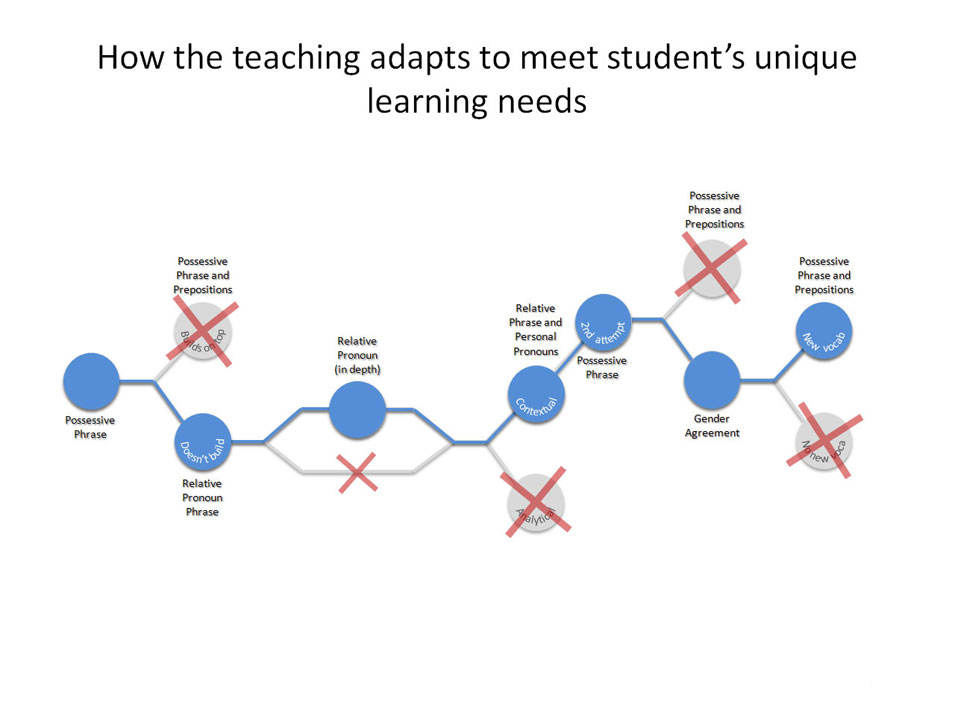 How the teaching adapts to meet student's unique
learning needs
Possessive
Phrase
Possessive
Phrase and
Prepositions
Builds on top
Doesn't build
Relative
Pronoun
Phrase
Relative
Pronoun
(in depth)
Relative
Phrase and
Personal
Pronouns
Contextual
Analytical
2nd attempt
Possessive
Phrase
Possessive
Phrase and
Prepositions
Gender
Agreement
Possessive
Phrase and
Prepositions
New vocab
No new voca